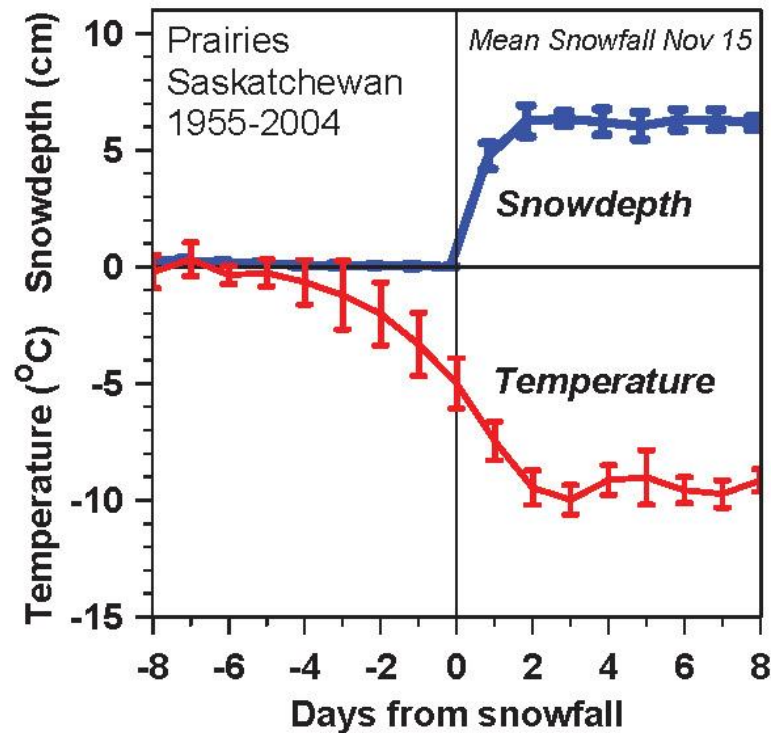 Prairies
Saskatchewan
1955-2004
Mean Snowfall Nov 15
Snowdepth
Temperature
Snowdepth (cm)
Temperature (°C)
10
5
0
-5
-10
-15
-8 -6 -4 -2 0 2 4 6 8
Days from snowfall